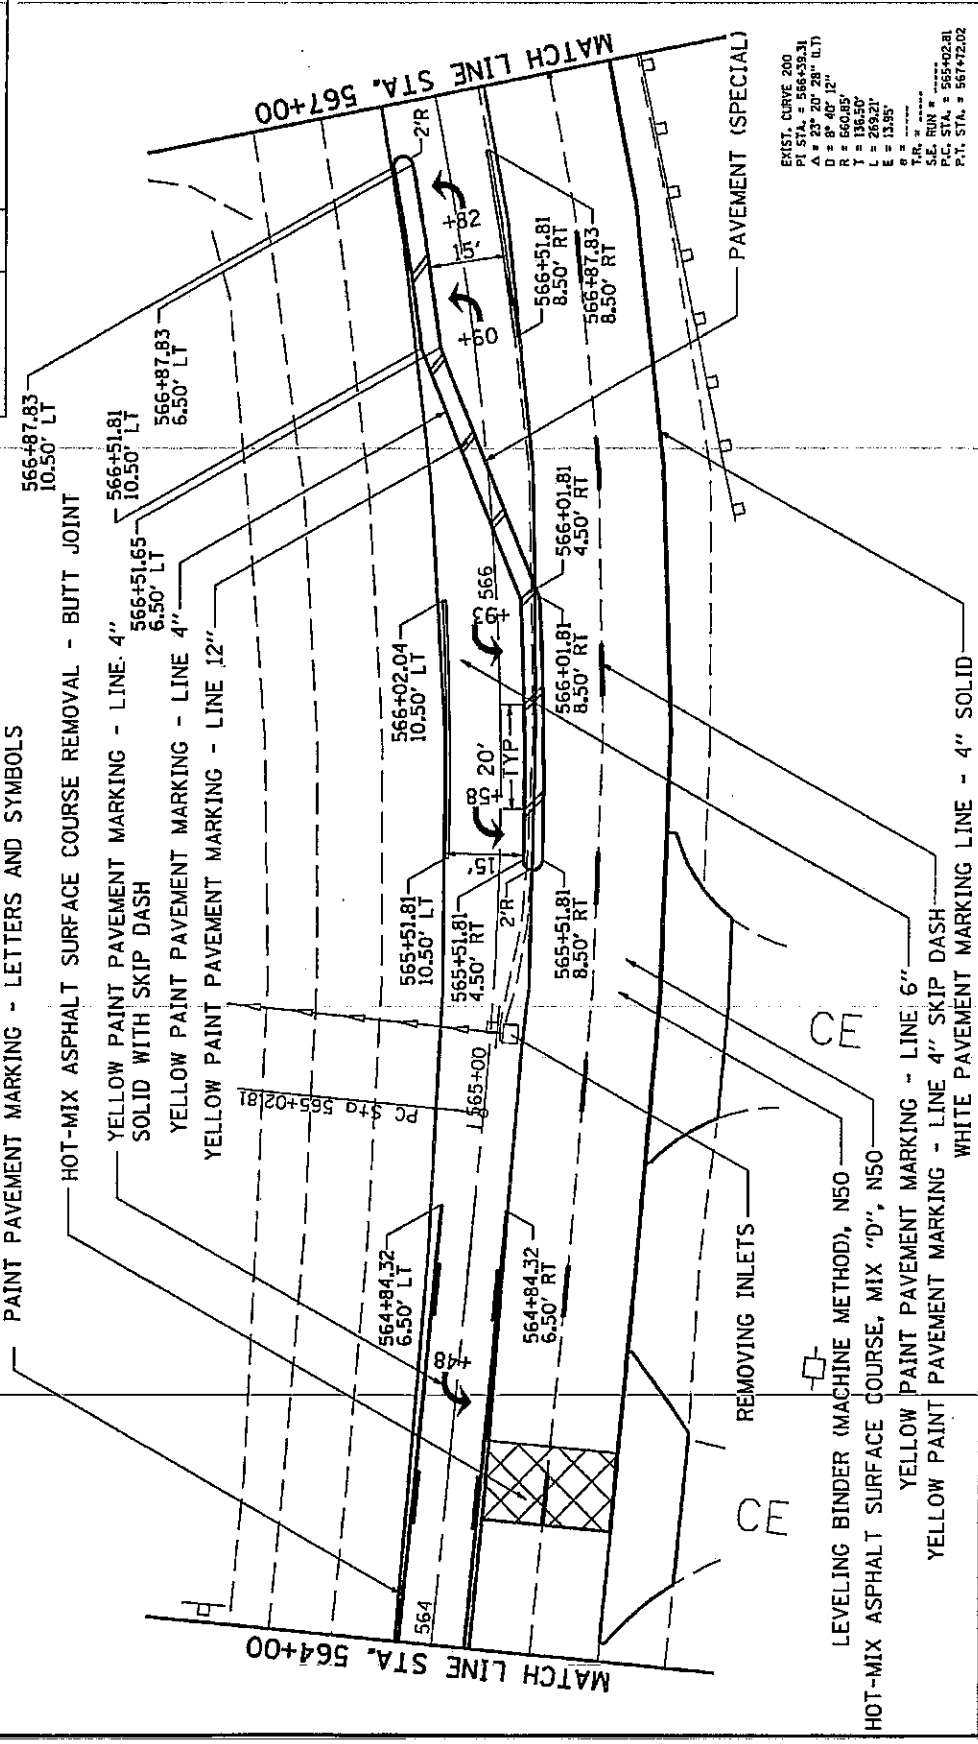 PAINT PAVEMENT MARKING - LETTERS AND SYMBOLS
HOT-MIX ASPHALT SURFACE COURSE REMOVAL - BUTT JOINT
YELLOW PAINT PAVEMENT MARKING - LINE 4"
SOLID WITH SKIP DASH
YELLOW PAINT PAVEMENT MARKING - LINE 4"
YELLOW PAINT PAVEMENT MARKING - LINE 12"
566+87.83
10.50' LT
566+51.81
10.50' LT
566+51.65
6.50' LT
566+87.83
6.50' LT
MATCH LINE STA. 564+00
MATCH LINE STA. 567+00
564
+48
564+84.32
6.50' LT
564+84.32
6.50' RT
PC Sta 565+02.81
565+00
565+51.81
10.50' LT
565+51.81
4.50' RT
2'R
565+51.81
8.50' RT
15'
+58
20'
TYP
+93
566
566+02.04
10.50' LT
566+01.81
8.50' RT
566+01.81
4.50' RT
+60
15'
+82
2'R
566+51.81
8.50' RT
566+87.83
8.50' RT
PAVEMENT (SPECIAL)
CE
CE
REMOVING INLETS
LEVELING BINDER (MACHINE METHOD), N50
HOT-MIX ASPHALT SURFACE COURSE, MIX "D", N50
YELLOW PAINT PAVEMENT MARKING - LINE 6"
YELLOW PAINT PAVEMENT MARKING - LINE 4" SKIP DASH
WHITE PAVEMENT MARKING LINE - 4" SOLID
EXIST. CURVE 200
PI STA. = 566+39.31
Δ = 23° 20' 28" (LT)
D = 8° 40' 12"
R = 660.85'
T = 136.50'
L = 269.21'
E = 13.95'
e = -----
T.R. = -----
S.E. RUN = -----
P.C. STA. = 565+02.81
P.T. STA. = 567+72.02